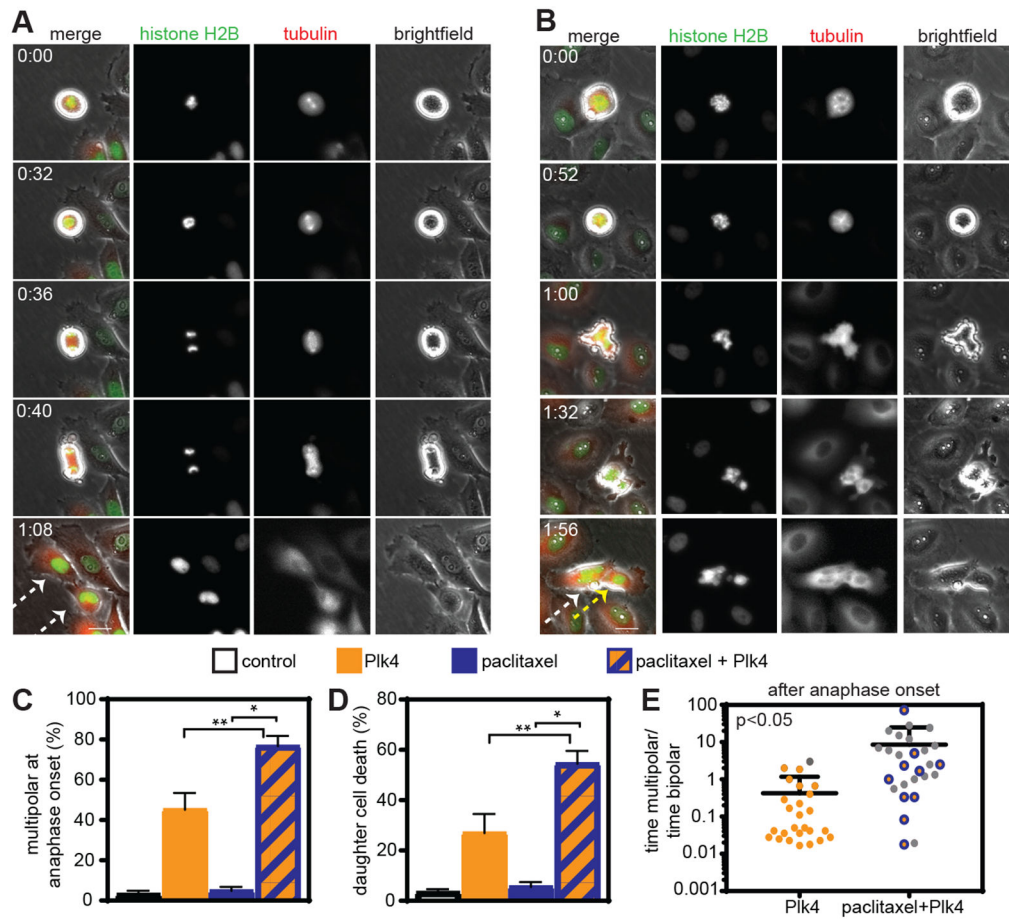 A
merge histone H2B tubulin brightfield
0:00
0:32
0:36
0:40
1:08
B
merge histone H2B tubulin brightfield
0:00
0:52
1:00
1:32
1:56
control Plk4 paclitaxel paclitaxel + Plk4
C
multipolar at
anaphase onset (%)
100
80
60
40
20
0
**
*
D
daughter cell death (%)
80
60
40
20
0
**
*
E
after anaphase onset
p<0.05
time multipolar/
time bipolar
100
10
1
0.1
0.01
0.001
Plk4 paclitaxel+Plk4